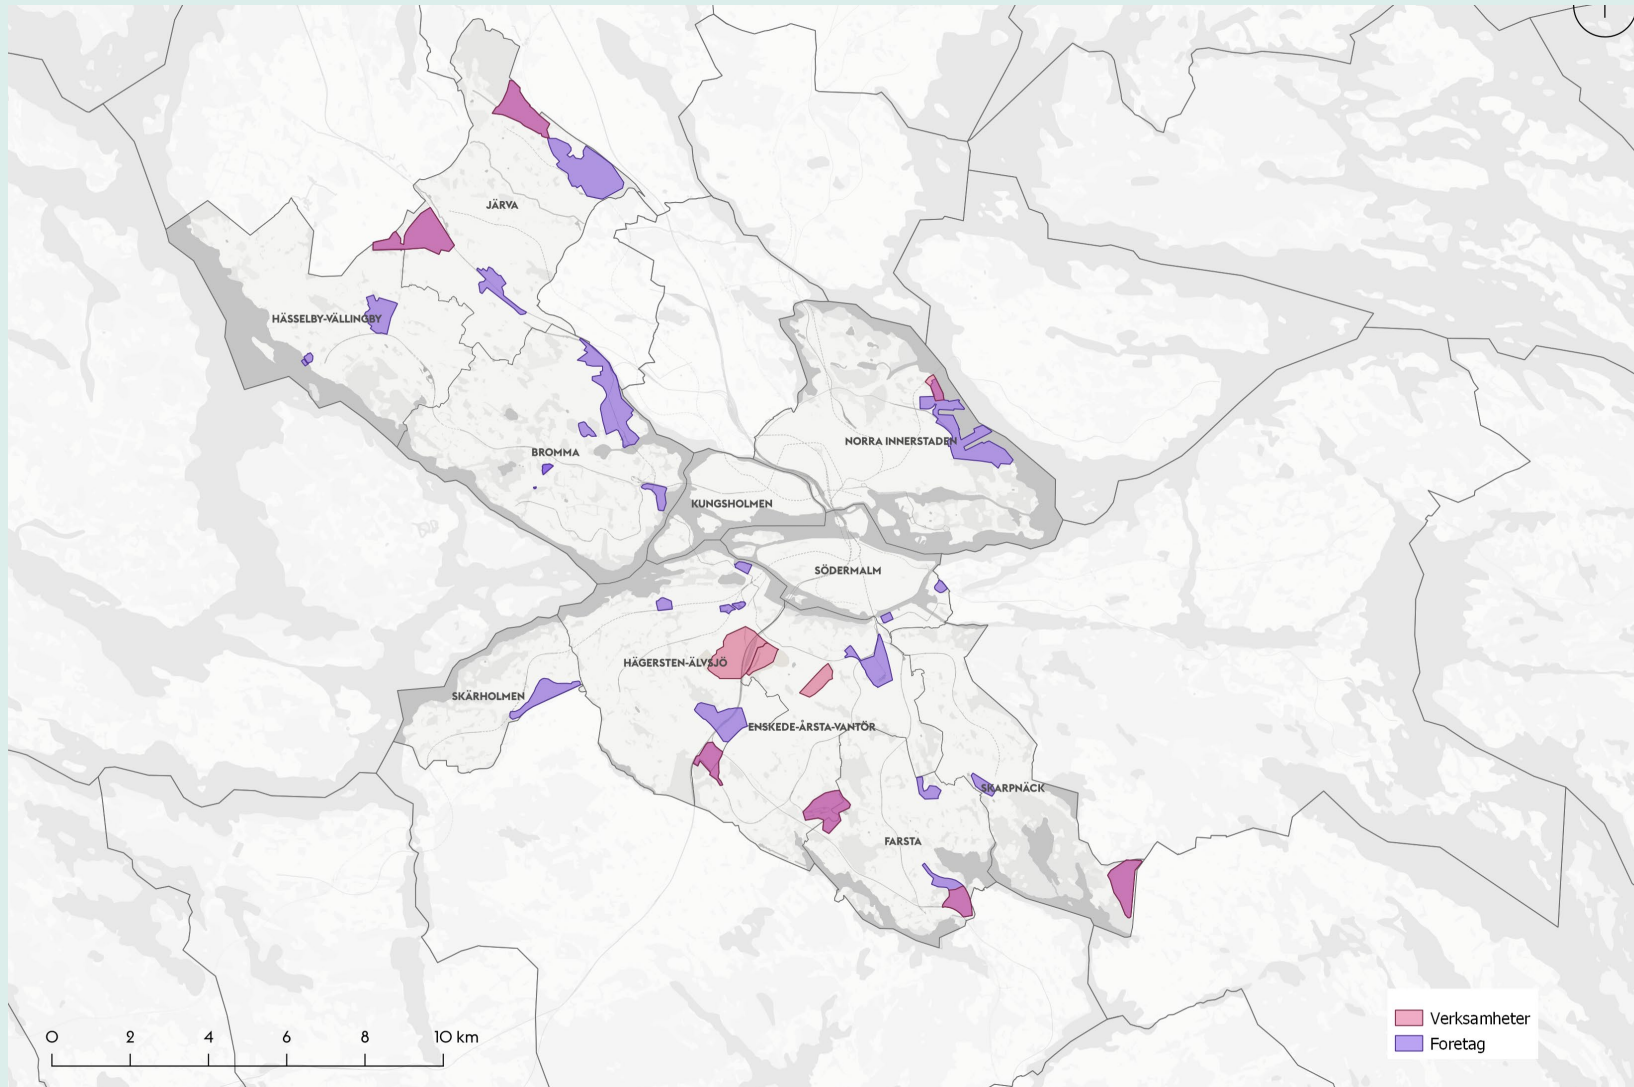 JÄRVA
HÄSSELBY-VÄLLINGBY
NORRA INNERSTADEN
BROMMA
KUNGSHOLMEN
SÖDERMALM
HÄGERSTEN-ÄLVSJÖ
SKÄRHOLMEN
ENSKEDE-ÅRSTA-VANTÖR
SKARPNÄCK
FARSTA
Verksamheter
Foretag
0 2 4 6 8 10 km